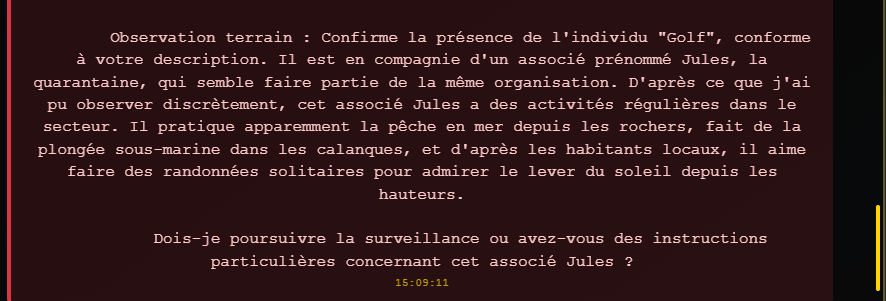 Observation terrain : Confirme la présence de l'individu "Golf", conforme
à votre description. Il est en compagnie d'un associé prénommé Jules, la
quarantaine, qui semble faire partie de la même organisation. D'après ce que j'ai
pu observer discrètement, cet associé Jules a des activités régulières dans le
secteur. Il pratique apparemment la pêche en mer depuis les rochers, fait de la
plongée sous-marine dans les calanques, et d'après les habitants locaux, il aime
faire des randonnées solitaires pour admirer le lever du soleil depuis les
hauteurs.
Dois-je poursuivre la surveillance ou avez-vous des instructions
particulières concernant cet associé Jules ?
15:09:11